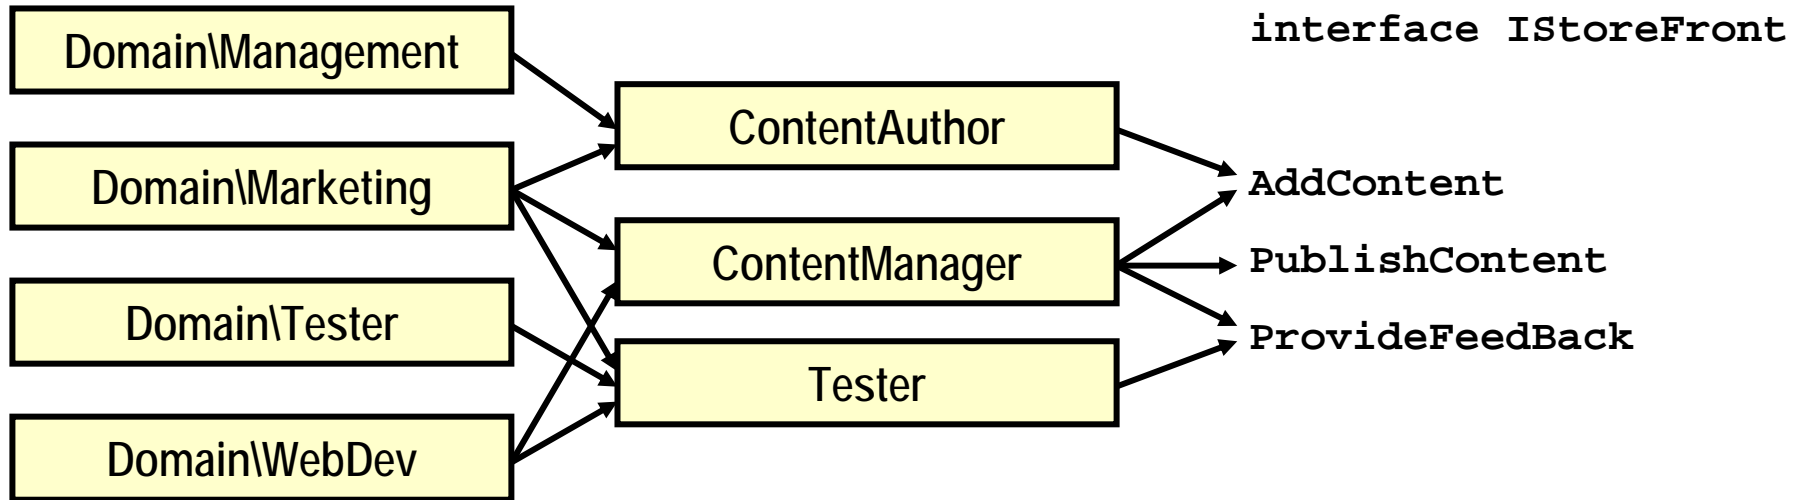 Domain\Management
Domain\Marketing
Domain\Tester
Domain\WebDev
ContentAuthor
ContentManager
Tester
interface IStoreFront
AddContent
PublishContent
ProvideFeedBack